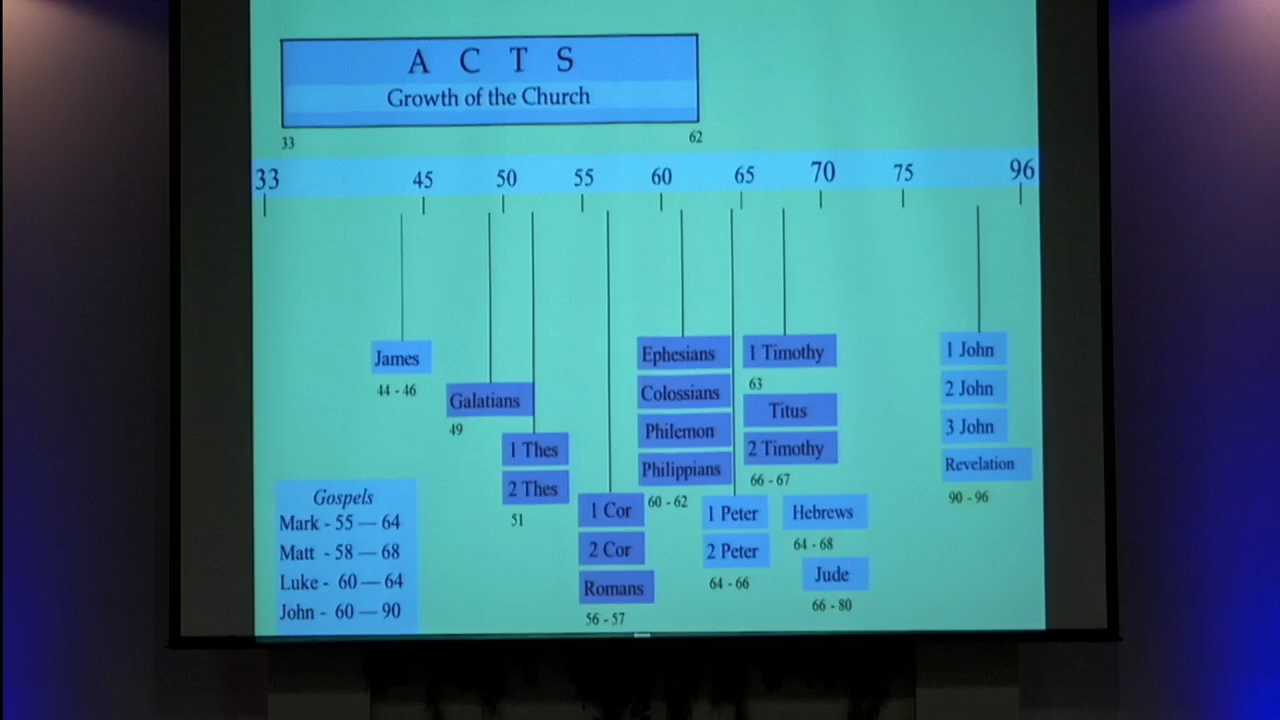 A C T S
Growth of the Church
33
62
33 45 50 55 60 65 70 75 96
James
44 - 46
Galatians
49
1 Thes
2 Thes
51
1 Cor
2 Cor
Romans
56 - 57
Ephesians
Colossians
Philemon
Philippians
60 - 62
1 Peter
2 Peter
64 - 66
1 Timothy
63
Titus
2 Timothy
66 - 67
Hebrews
64 - 68
Jude
66 - 80
1 John
2 John
3 John
Revelation
90 - 96
Gospels
Mark - 55 — 64
Matt - 58 — 68
Luke - 60 — 64
John - 60 — 90